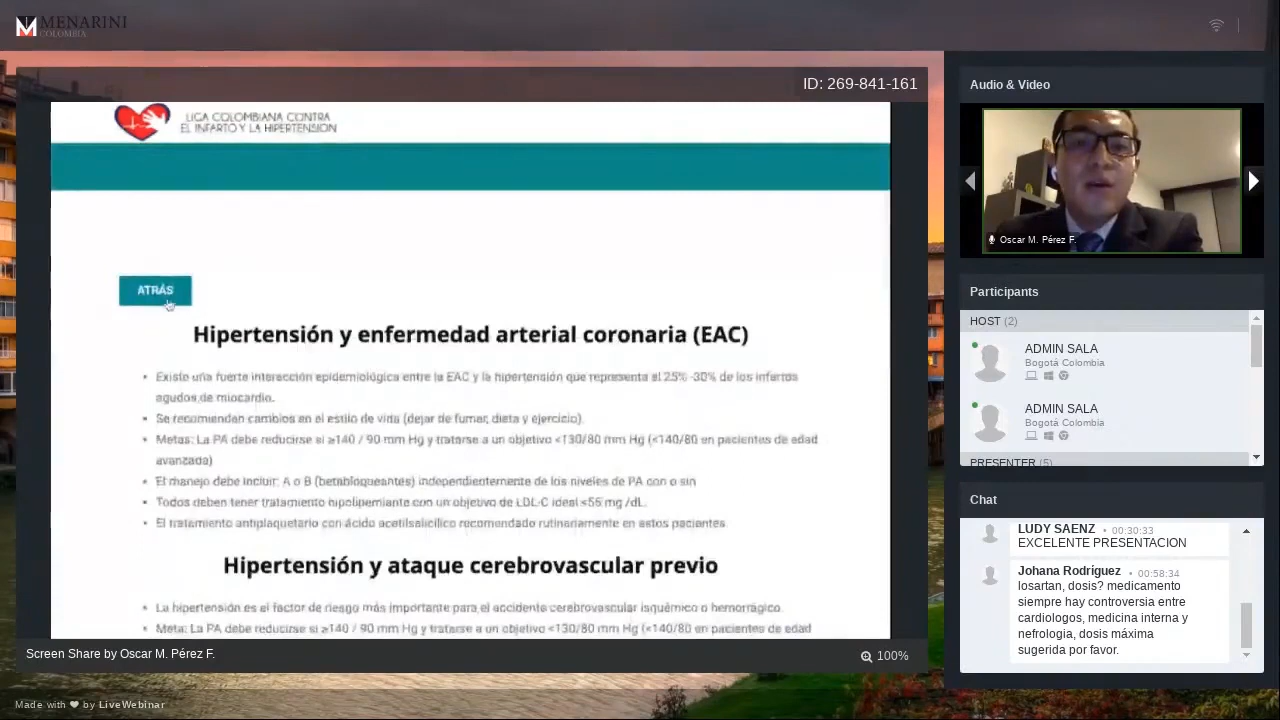 MENARINI
COLOMBIA
ID: 269-841-161
LIGA COLOMBIANA CONTRA
EL INFARTO Y LA HIPERTENSION
ATRÁS
Hipertensión y enfermedad arterial coronaria (EAC)
• Existe una fuerte interacción epidemiológica entre la EAC y la hipertensión que representa el 25% -30% de los infartos
agudos de miocardio.
• Se recomiendan cambios en el estilo de vida (dejar de fumar, dieta y ejercicio)
• Metas: La PA debe reducirse si ≥140 / 90 mm Hg y tratarse a un objetivo <130/80 mm Hg (<140/80 en pacientes de edad
avanzada)
• El manejo debe incluir: A o B (betabloqueantes) independientemente de los niveles de PA con o sin
• Todos deben tener tratamiento hipolipemiante con un objetivo de LDL-C ideal <55 mg /dL.
• El tratamiento antiplaquetario con ácido acetilsalicílico recomendado rutinariamente en estos pacientes.
Hipertensión y ataque cerebrovascular previo
• La hipertensión es el factor de riesgo más importante para el accidente cerebrovascular isquémico o hemorrágico.
• Meta: La PA debe reducirse si ≥140 / 90 mm Hg y tratarse a un objetivo <130/80 mm Hg (<140/80 en pacientes de edad
Screen Share by Oscar M. Pérez F.
100%
Made with ❤ by LiveWebinar
Audio & Video
Oscar M. Pérez F.
Participants
HOST (2)
ADMIN SALA
Bogotá Colombia
ADMIN SALA
Bogotá Colombia
PRESENTER (5)
Chat
LUDY SAENZ • 00:30:33
EXCELENTE PRESENTACION
Johana Rodríguez • 00:58:34
losartan, dosis? medicamento
siempre hay controversia entre
cardiologos, medicina interna y
nefrologia, dosis máxima
sugerida por favor.